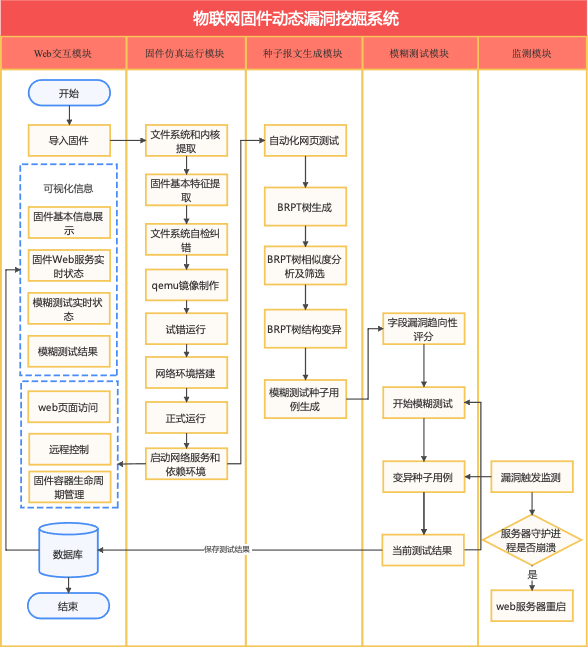 物联网固件动态漏洞挖掘系统
Web交互模块
固件仿真运行模块
种子报文生成模块
模糊测试模块
监测模块
开始
导入固件
可视化信息
固件基本信息展
示
固件Web服务实
时状态
模糊测试实时状
态
模糊测试结果
web页面访问
远程控制
固件容器生命周
期管理
数据库
结束
文件系统和内核
提取
固件基本特征提
取
文件系统自检纠
错
qemu镜像制作
试错运行
网络环境搭建
正式运行
启动网络服务和
依赖环境
自动化网页测试
BRPT树生成
BRPT树相似度分
析及筛选
BRPT树结构变异
模糊测试种子用
例生成
保存测试结果
字段漏洞趋向性
评分
开始模糊测试
变异种子用例
当前测试结果
漏洞触发监测
服务器守护进
程是否崩溃
是
web服务器重启